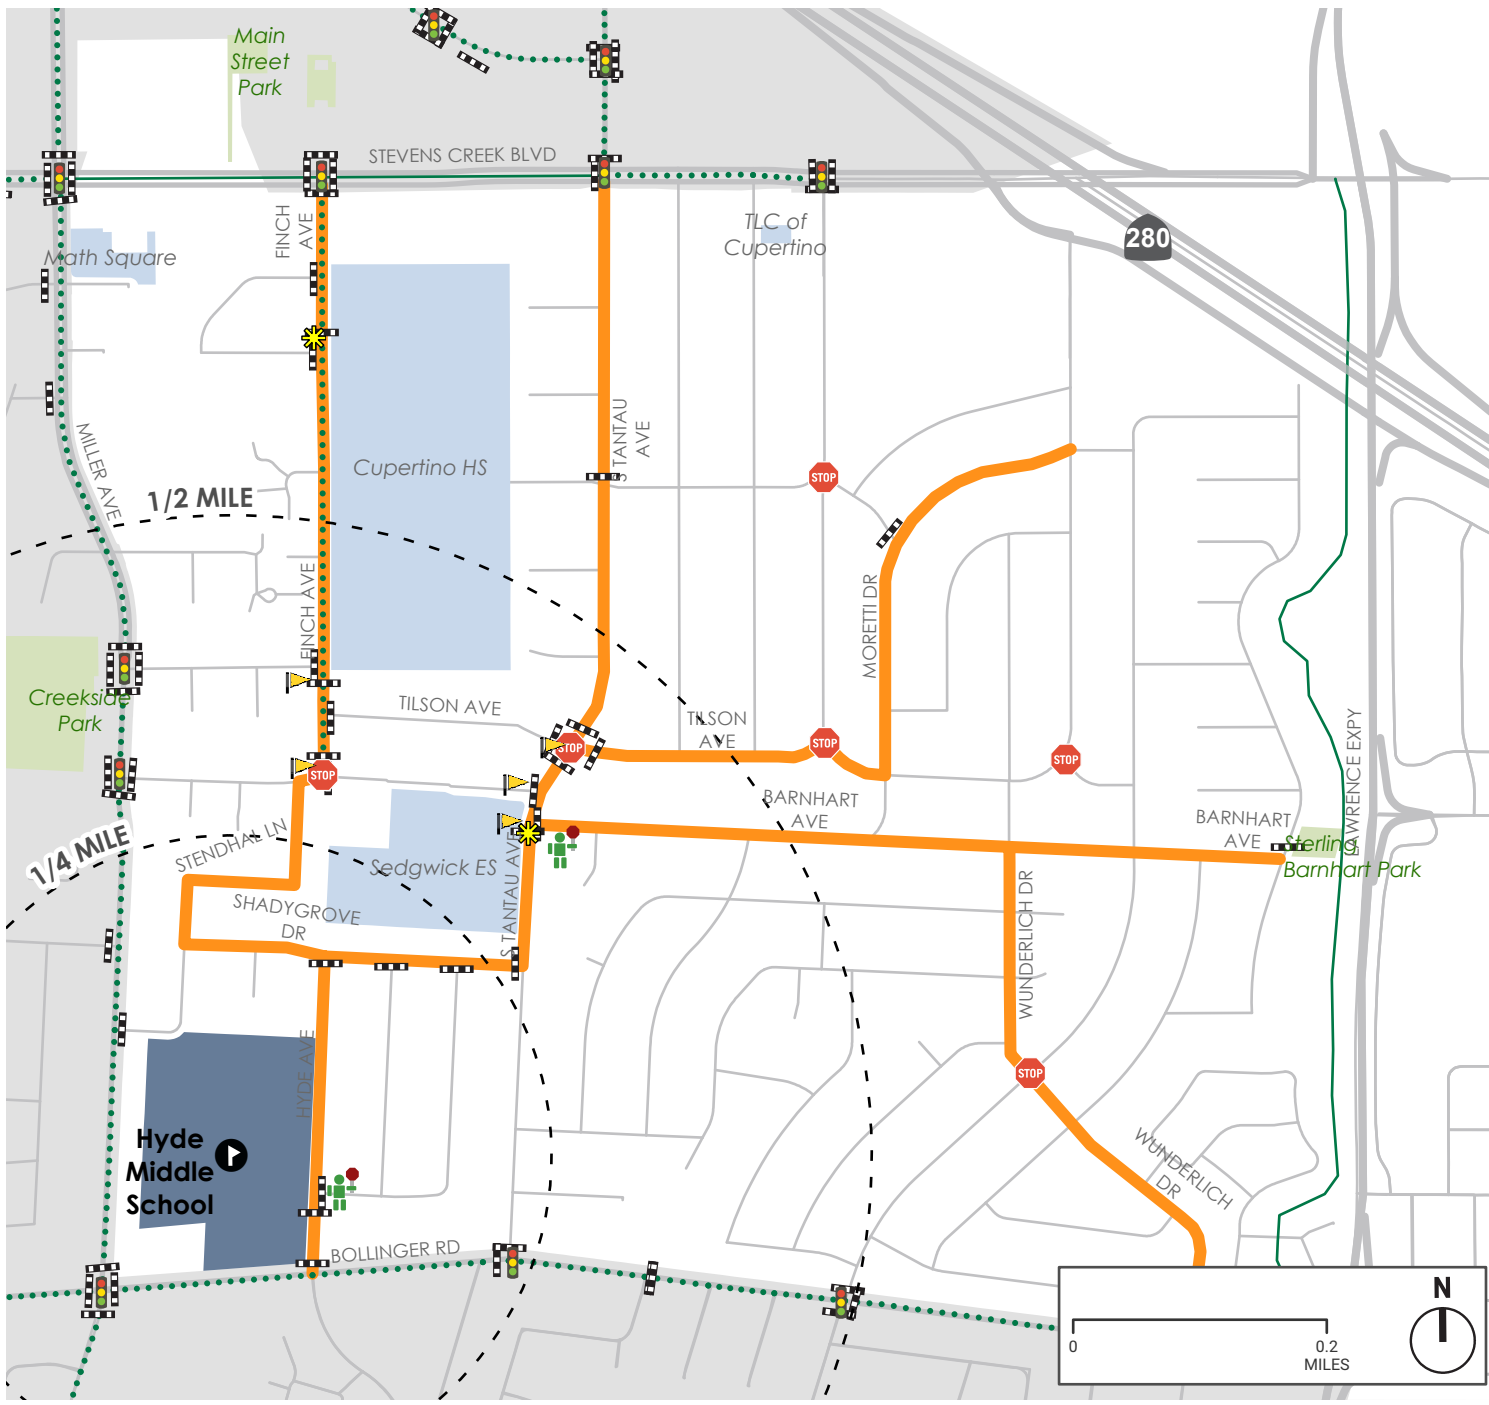 Main
Street
Park
STEVENS CREEK BLVD
FINCH
AVE
TLC of
Cupertino
280
Math Square
S TANTAU
AVE
MILLER AVE
Cupertino HS
STOP
1/2 MILE
FINCH AVE
MORETTI DR
Creekside
Park
TILSON AVE
TILSON
AVE
STOP
STOP
STOP
STOP
LAWRENCE EXPY
BARNHART
AVE
BARNHART
AVE
Sterling
Barnhart Park
1/4 MILE
STENDHAL LN
Sedgwick ES
S TANTAU AVE
SHADYGROVE
DR
WUNDERLICH DR
HYDE AVE
STOP
Hyde
Middle
School
WUNDERLICH
DR
BOLLINGER RD
N
0
0.2
MILES